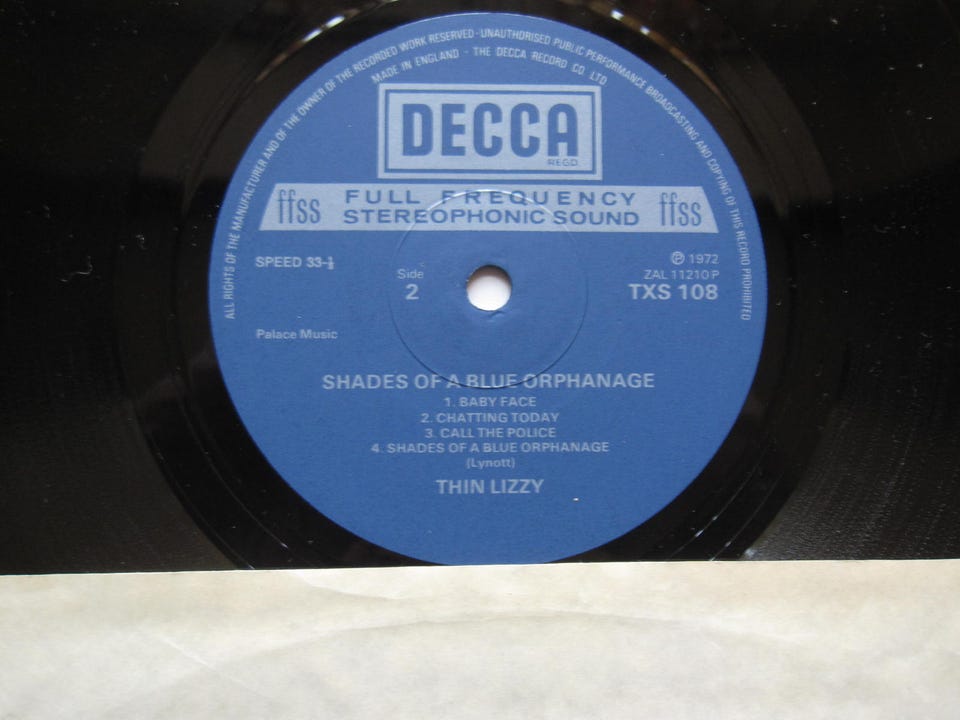 ALL RIGHTS OF THE MANUFACTURER AND OF THE OWNER OF THE RECORDED WORK RESERVED · UNAUTHORISED PUBLIC PERFORMANCE BROADCASTING AND COPYING OF THIS RECORD PROHIBITED
MADE IN ENGLAND · THE DECCA RECORD CO LTD
DECCA
REGD
ffss FULL FREQUENCY STEREOPHONIC SOUND ffss
SPEED 33-⅓
Side
2
℗ 1972
ZAL 11210 P
TXS 108
Palace Music
SHADES OF A BLUE ORPHANAGE
1. BABY FACE
2. CHATTING TODAY
3. CALL THE POLICE
4. SHADES OF A BLUE ORPHANAGE
(Lynott)
THIN LIZZY